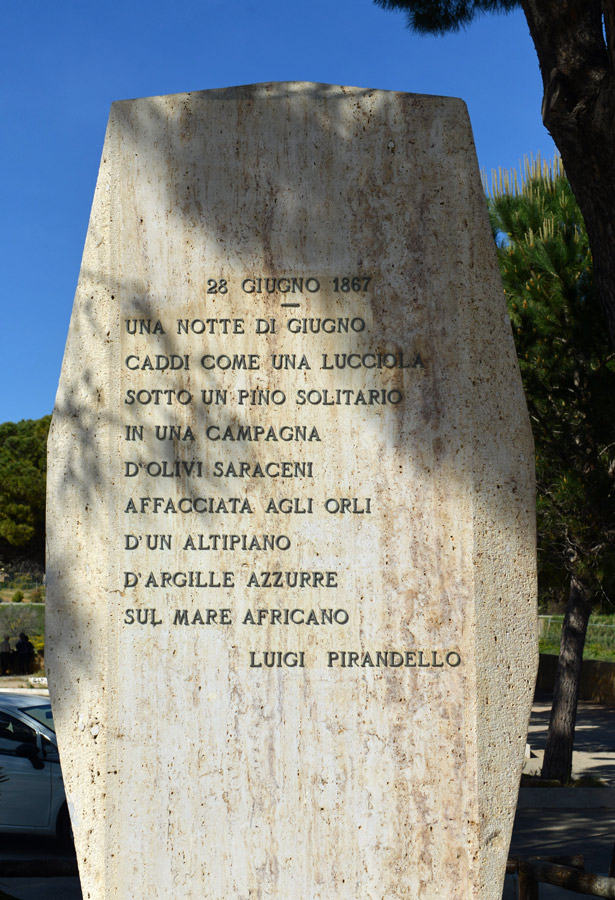 28 GIUGNO 1867
UNA NOTTE DI GIUGNO
CADDI COME UNA LUCCIOLA
SOTTO UN PINO SOLITARIO
IN UNA CAMPAGNA
D'OLIVI SARACENI
AFFACCIATA AGLI ORLI
D'UN ALTIPIANO
D'ARGILLE AZZURRE
SUL MARE AFRICANO
LUIGI PIRANDELLO